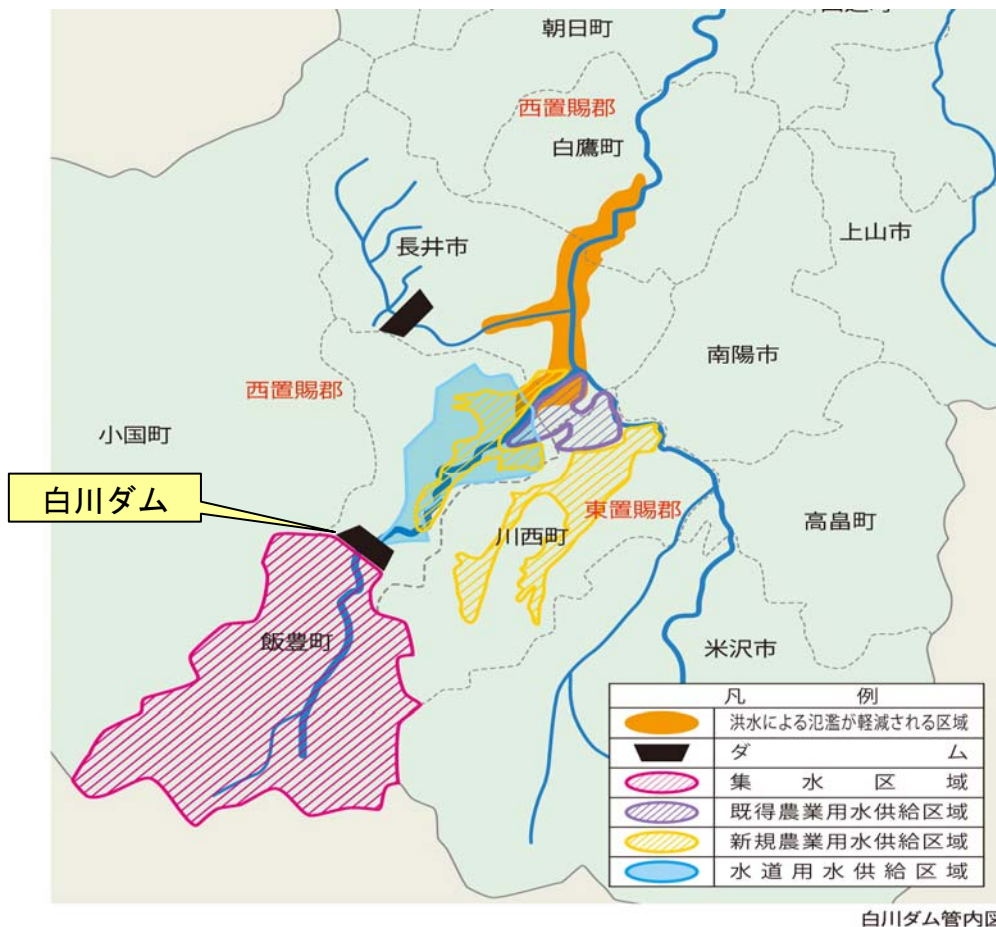 朝日町
西置賜郡
白鷹町
上山市
長井市
南陽市
西置賜郡
小国町
白川ダム
東置賜郡
川西町
高畠町
飯豊町
米沢市
凡例
洪水による氾濫が軽減される区域
ダム
集水区域
既得農業用水供給区域
新規農業用水供給区域
水道用水供給区域
白川ダム管内図